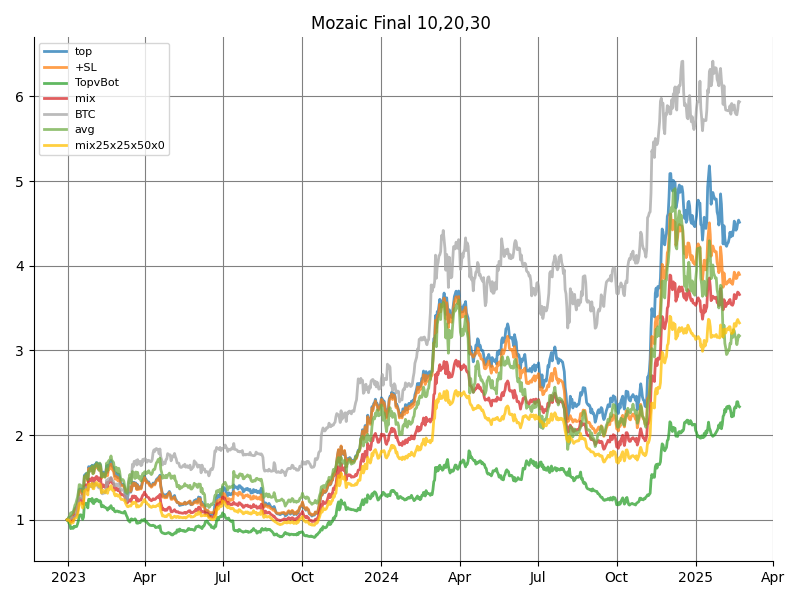 Mozaic Final 10,20,30
top
+SL
TopvBot
mix
BTC
avg
mix25x25x50x0
6
5
4
3
2
1
2023 Apr Jul Oct 2024 Apr Jul Oct 2025 Apr